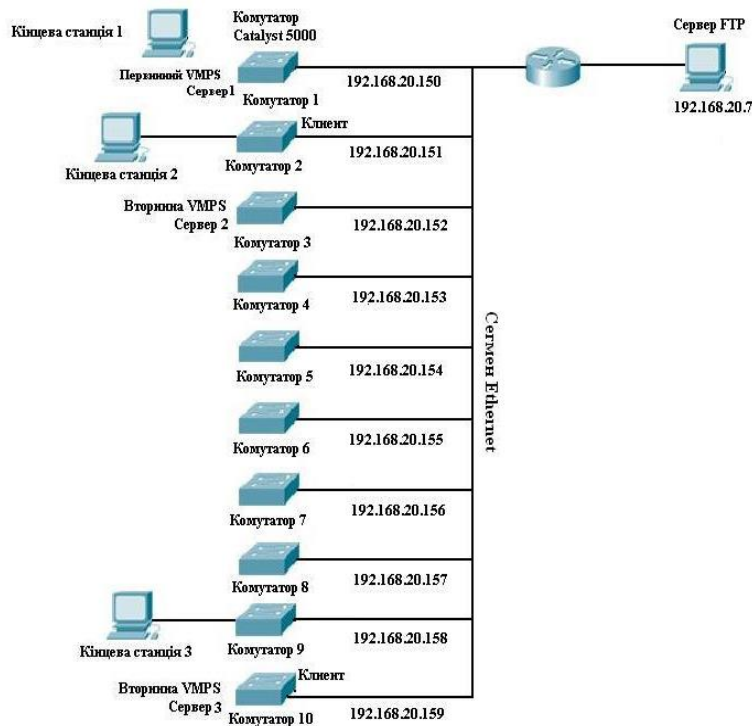 Кінцева станція 1
Комутатор
Catalyst 5000
Сервер FTP
Первинний VMPS
Сервер1
192.168.20.150
192.168.20.7
Комутатор 1
Клиент
Кінцева станція 2
Комутатор 2
192.168.20.151
Вторинна VMPS
Сервер 2
Комутатор 3
192.168.20.152
Комутатор 4
192.168.20.153
Сегмен Ethernet
Комутатор 5
192.168.20.154
Комутатор 6
192.168.20.155
Комутатор 7
192.168.20.156
Комутатор 8
192.168.20.157
Кінцева станція 3
Комутатор 9
192.168.20.158
Клиент
Вторинна VMPS
Сервер 3
Комутатор 10
192.168.20.159